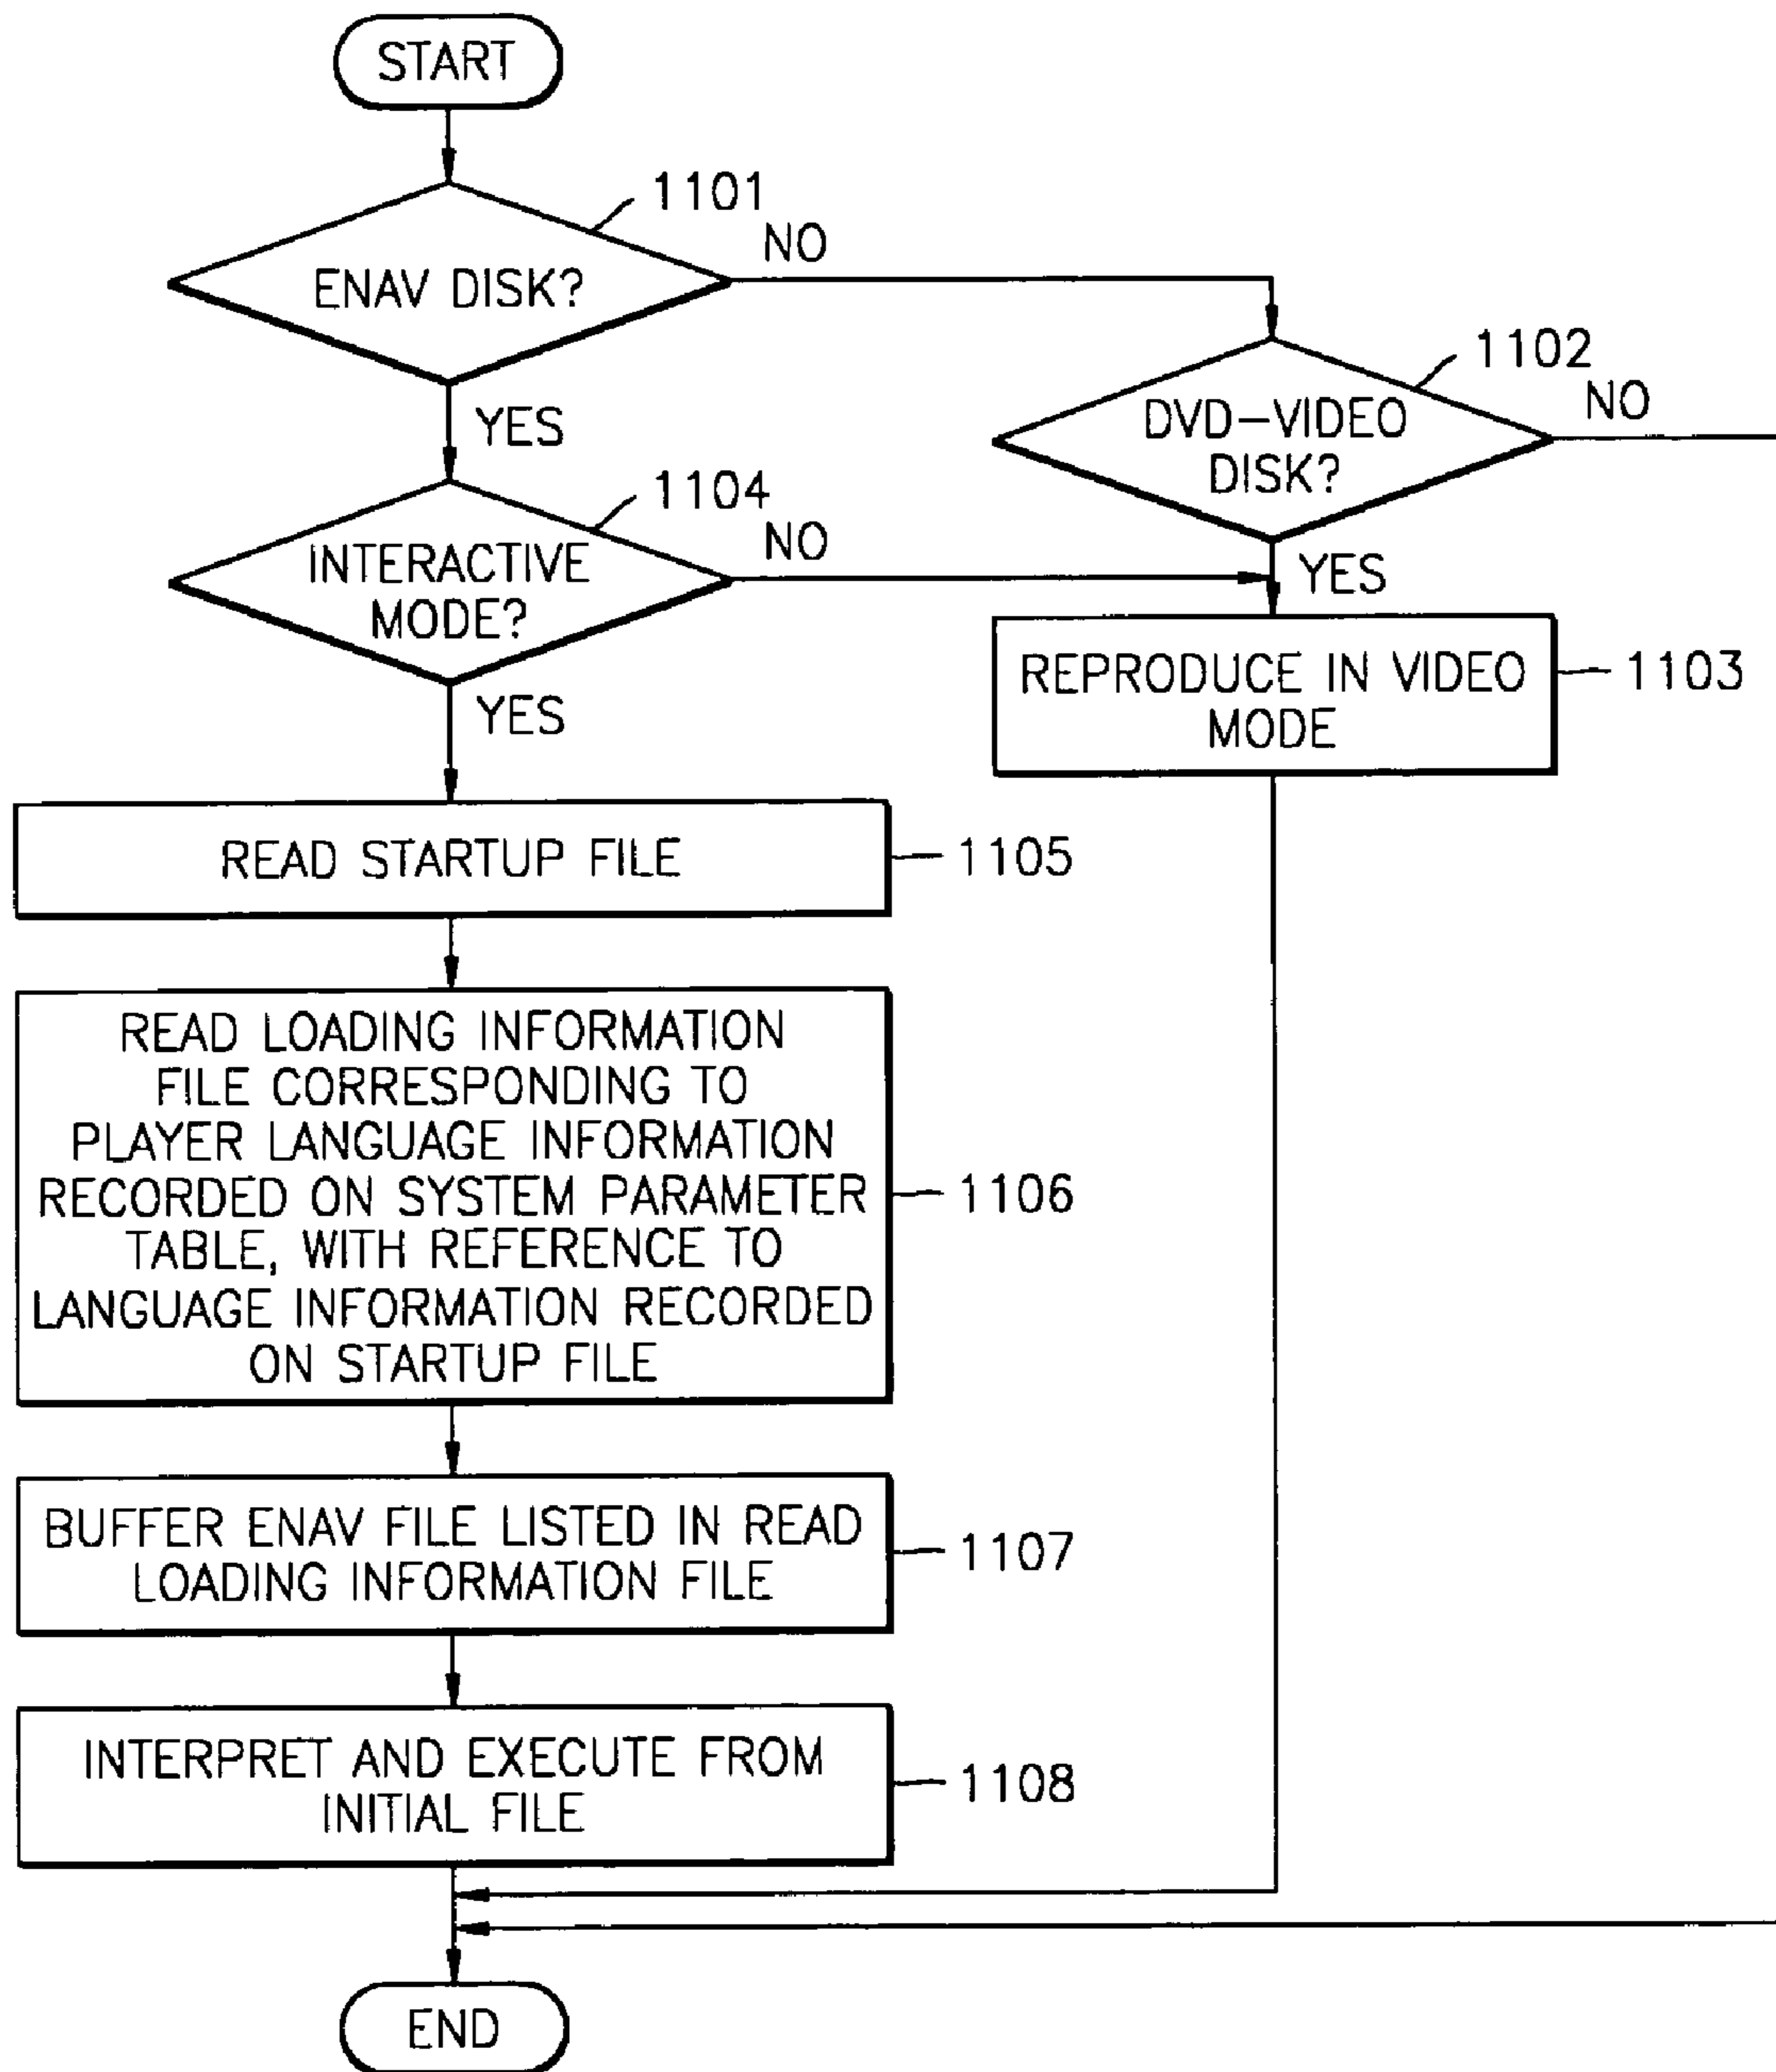 START
1101
NO
ENAV DISK?
YES
1102
NO
DVD-VIDEO
DISK?
YES
1104
NO
INTERACTIVE
MODE?
YES
REPRODUCE IN VIDEO
MODE
1103
READ STARTUP FILE
1105
READ LOADING INFORMATION
FILE CORRESPONDING TO
PLAYER LANGUAGE INFORMATION
RECORDED ON SYSTEM PARAMETER
TABLE, WITH REFERENCE TO
LANGUAGE INFORMATION RECORDED
ON STARTUP FILE
1106
BUFFER ENAV FILE LISTED IN READ
LOADING INFORMATION FILE
1107
INTERPRET AND EXECUTE FROM
INITIAL FILE
1108
END